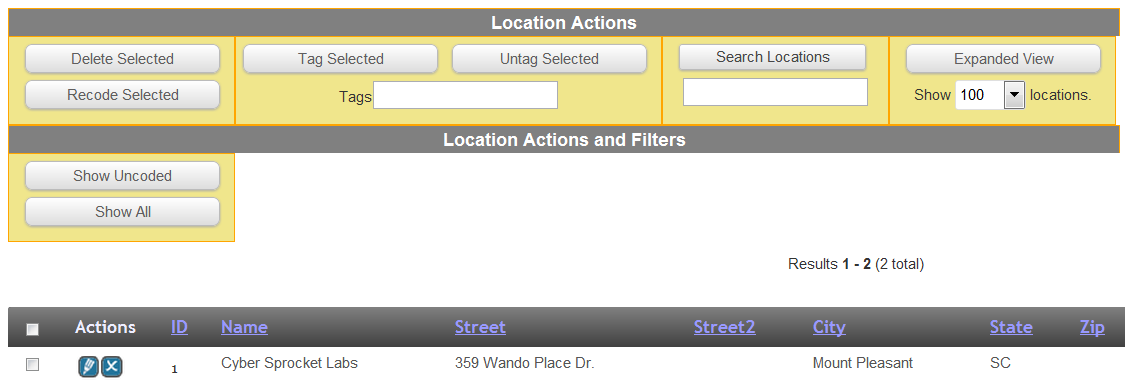 Location Actions
Delete Selected Tag Selected Untag Selected Search Locations Expanded View
Recode Selected Tags Show 100 locations.
Location Actions and Filters
Show Uncoded
Show All
Results 1 - 2 (2 total)
Actions ID Name Street Street2 City State Zip
1 Cyber Sprocket Labs 359 Wando Place Dr. Mount Pleasant SC